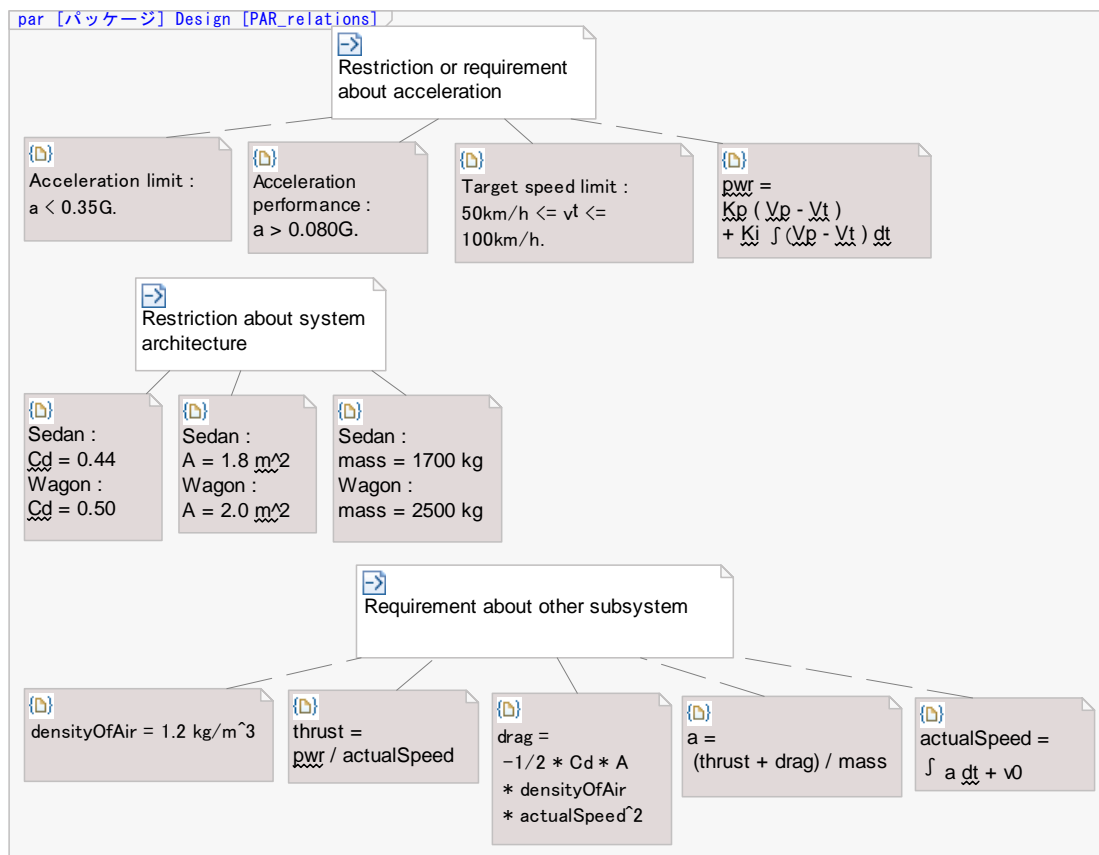 par [パッケージ] Design [PAR_relations]
Restriction or requirement
about acceleration
Acceleration limit :
a < 0.35G.
Acceleration
performance :
a > 0.080G.
Target speed limit :
50km/h <= vt <=
100km/h.
pwr =
Kp ( Vp - Vt )
+ Ki ∫(Vp - Vt ) dt
Restriction about system
architecture
Sedan :
Cd = 0.44
Wagon :
Cd = 0.50
Sedan :
A = 1.8 m^2
Wagon :
A = 2.0 m^2
Sedan :
mass = 1700 kg
Wagon :
mass = 2500 kg
Requirement about other subsystem
densityOfAir = 1.2 kg/m^3
thrust =
pwr / actualSpeed
drag =
-1/2 * Cd * A
* densityOfAir
* actualSpeed^2
a =
(thrust + drag) / mass
actualSpeed =
∫ a dt + v0